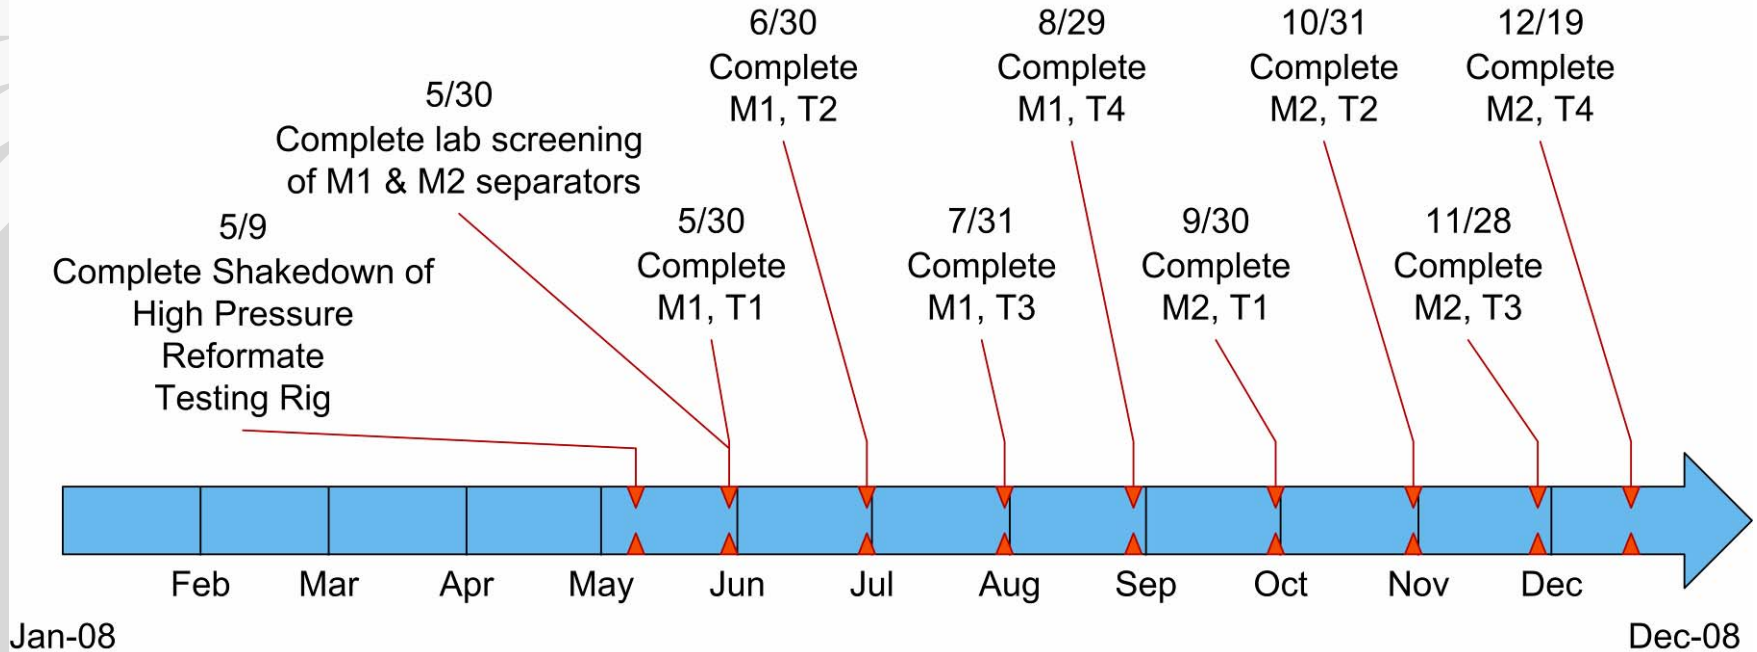 5/9
Complete Shakedown of
High Pressure
Reformate
Testing Rig
5/30
Complete lab screening
of M1 & M2 separators
5/30
Complete
M1, T1
6/30
Complete
M1, T2
7/31
Complete
M1, T3
8/29
Complete
M1, T4
9/30
Complete
M2, T1
10/31
Complete
M2, T2
11/28
Complete
M2, T3
12/19
Complete
M2, T4
Feb
Mar
Apr
May
Jun
Jul
Aug
Sep
Oct
Nov
Dec
Jan-08
Dec-08